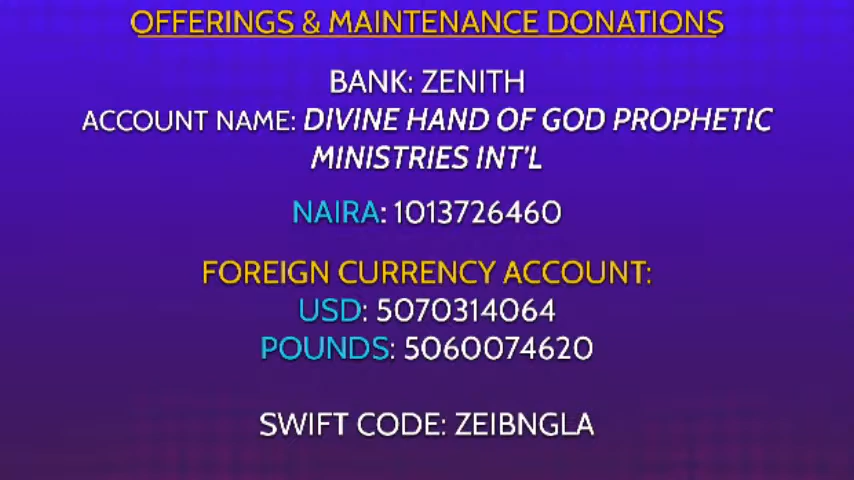 OFFERINGS & MAINTENANCE DONATIONS
BANK: ZENITH
ACCOUNT NAME: DIVINE HAND OF GOD PROPHETIC
MINISTRIES INT'L
NAIRA: 1013726460
FOREIGN CURRENCY ACCOUNT:
USD: 5070314064
POUNDS: 5060074620
SWIFT CODE: ZEIBNGLA